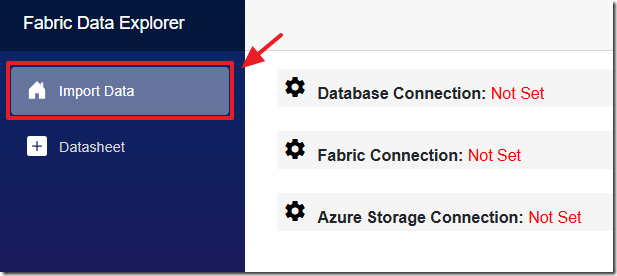 Fabric Data Explorer
Import Data
Datasheet
Database Connection: Not Set
Fabric Connection: Not Set
Azure Storage Connection: Not Set